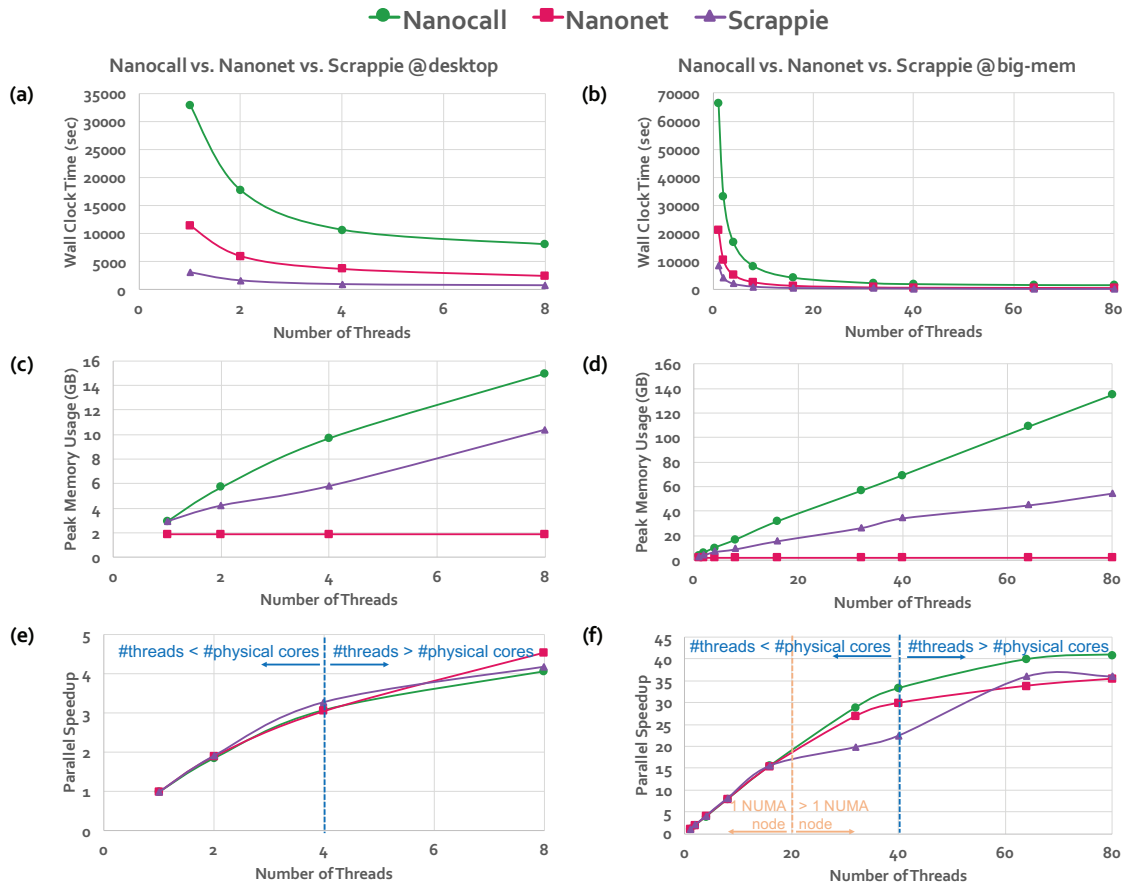 Nanocall Nanonet Scrappie
Nanocall vs. Nanonet vs. Scrappie @desktop
(a)
Wall Clock Time (sec)
35000
30000
25000
20000
15000
10000
5000
0
0 2 4 6 8
Number of Threads
Nanocall vs. Nanonet vs. Scrappie @big-mem
(b)
Wall Clock Time (sec)
70000
60000
50000
40000
30000
20000
10000
0
0 20 40 60 80
Number of Threads
(c)
Peak Memory Usage (GB)
16
14
12
10
8
6
4
2
0
0 2 4 6 8
Number of Threads
(d)
Peak Memory Usage (GB)
160
140
120
100
80
60
40
20
0
0 20 40 60 80
Number of Threads
(e)
Parallel Speedup
5
4
3
2
1
0
#threads < #physical cores
#threads > #physical cores
0 2 4 6 8
Number of Threads
(f)
Parallel Speedup
45
40
35
30
25
20
15
10
5
0
#threads < #physical cores
#threads > #physical cores
1 NUMA
node
> 1 NUMA
node
0 20 40 60 80
Number of Threads